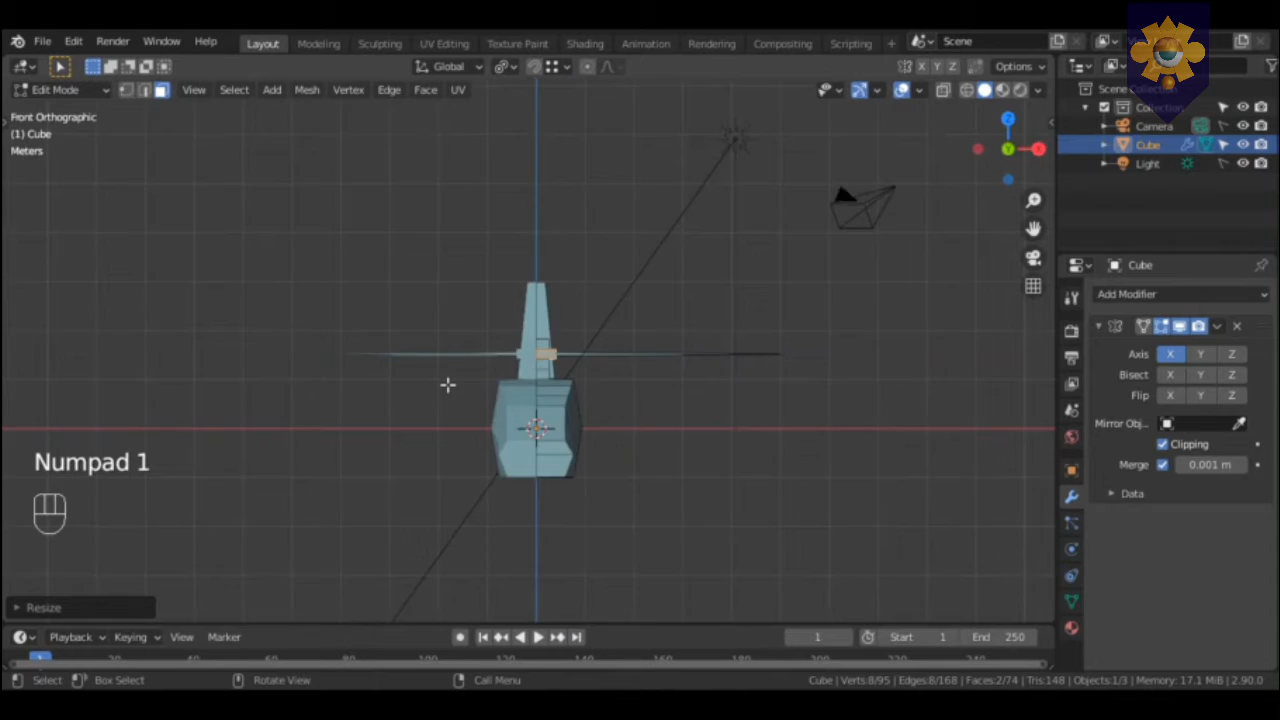 File Edit Render Window Help Layout Modeling Sculpting UV Editing Texture Paint Shading Animation Rendering Compositing Scripting + Scene
Global Options
Edit Mode View Select Add Mesh Vertex Edge Face UV
Front Orthographic
(1) Cube
Meters
X Y Z
Z
Y
X
Scene Collection
Collection
Camera
Cube
Light
Cube
Add Modifier
Axis X Y Z
Bisect X Y Z
Flip X Y Z
Mirror Obj...
Clipping
Merge 0.001 m
Data
Numpad 1
Resize
Playback Keying View Marker 1 Start 1 End 250
1
Select Box Select Rotate View Call Menu Cube | Verts:8/95 | Edges:8/168 | Faces:2/74 | Tris:148 | Objects:1/3 | Memory: 17.1 MiB | 2.90.0